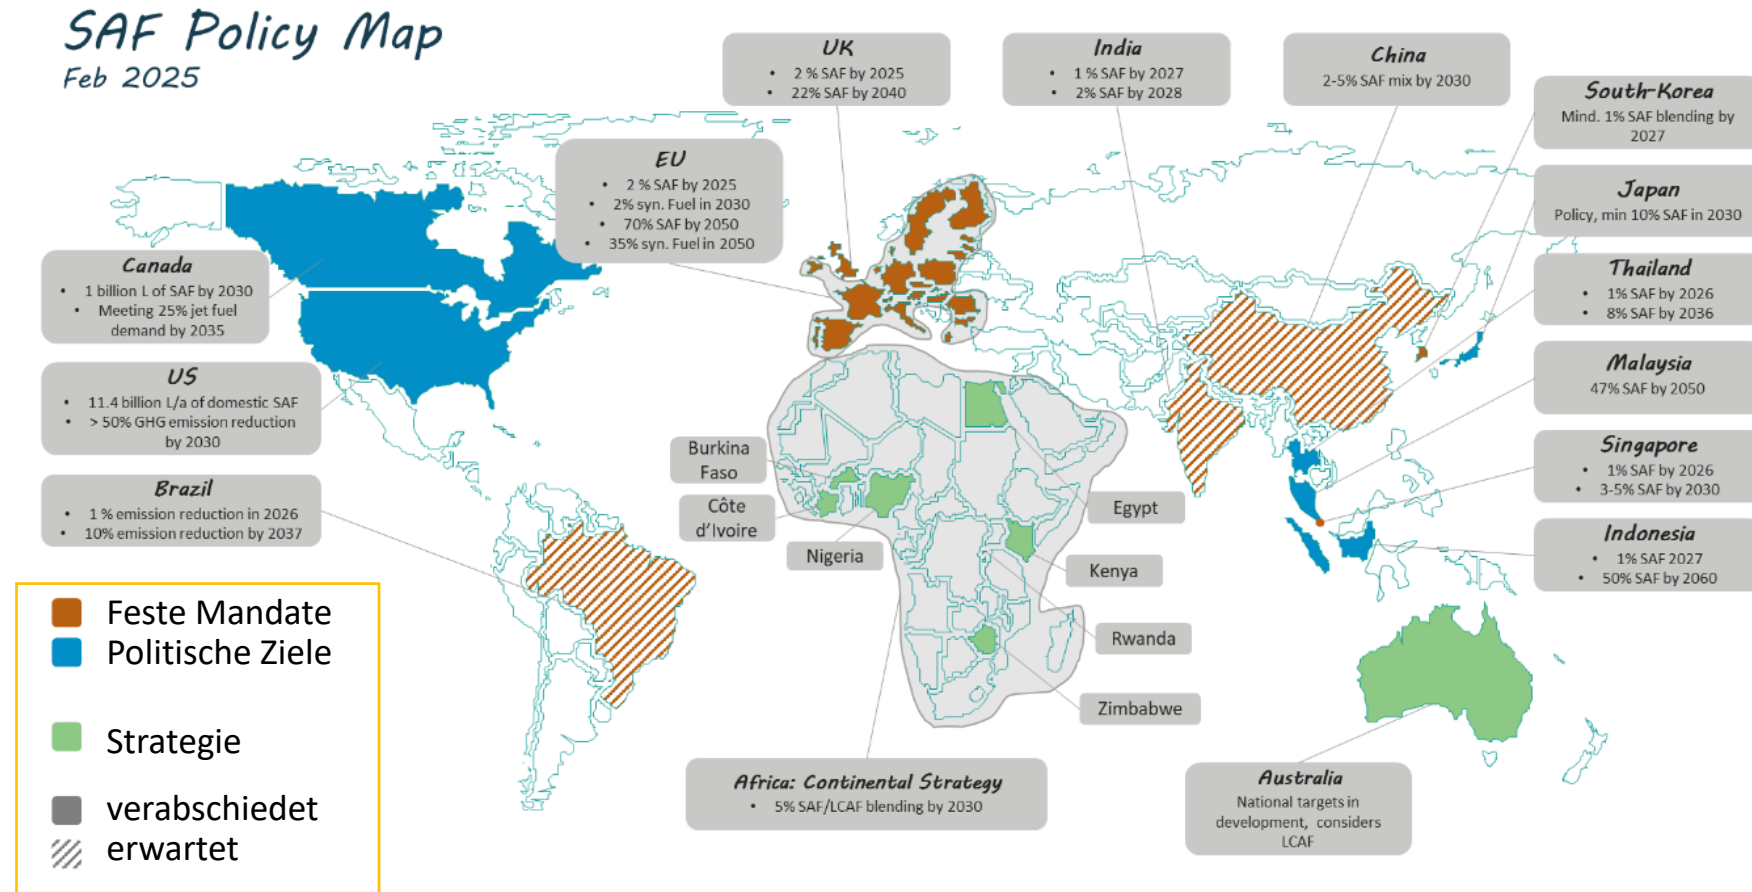 SAF Policy Map
Feb 2025
UK
• 2 % SAF by 2025
• 22% SAF by 2040
India
• 1 % SAF by 2027
• 2% SAF by 2028
China
2-5% SAF mix by 2030
South-Korea
Mind. 1% SAF blending by
2027
EU
• 2 % SAF by 2025
• 2% syn. Fuel in 2030
• 70% SAF by 2050
• 35% syn. Fuel in 2050
Japan
Policy, min 10% SAF in 2030
Canada
• 1 billion L of SAF by 2030
• Meeting 25% jet fuel
demand by 2035
Thailand
• 1% SAF by 2026
• 8% SAF by 2036
US
• 11.4 billion L/a of domestic SAF
• > 50% GHG emission reduction
by 2030
Malaysia
47% SAF by 2050
Singapore
• 1% SAF by 2026
• 3-5% SAF by 2030
Brazil
• 1 % emission reduction in 2026
• 10% emission reduction by 2037
Indonesia
• 1% SAF 2027
• 50% SAF by 2060
Burkina
Faso
Côte
d'Ivoire
Nigeria
Egypt
Kenya
Rwanda
Zimbabwe
Africa: Continental Strategy
• 5% SAF/LCAF blending by 2030
Australia
National targets in
development, considers
LCAF
Feste Mandate
Politische Ziele
Strategie
verabschiedet
erwartet